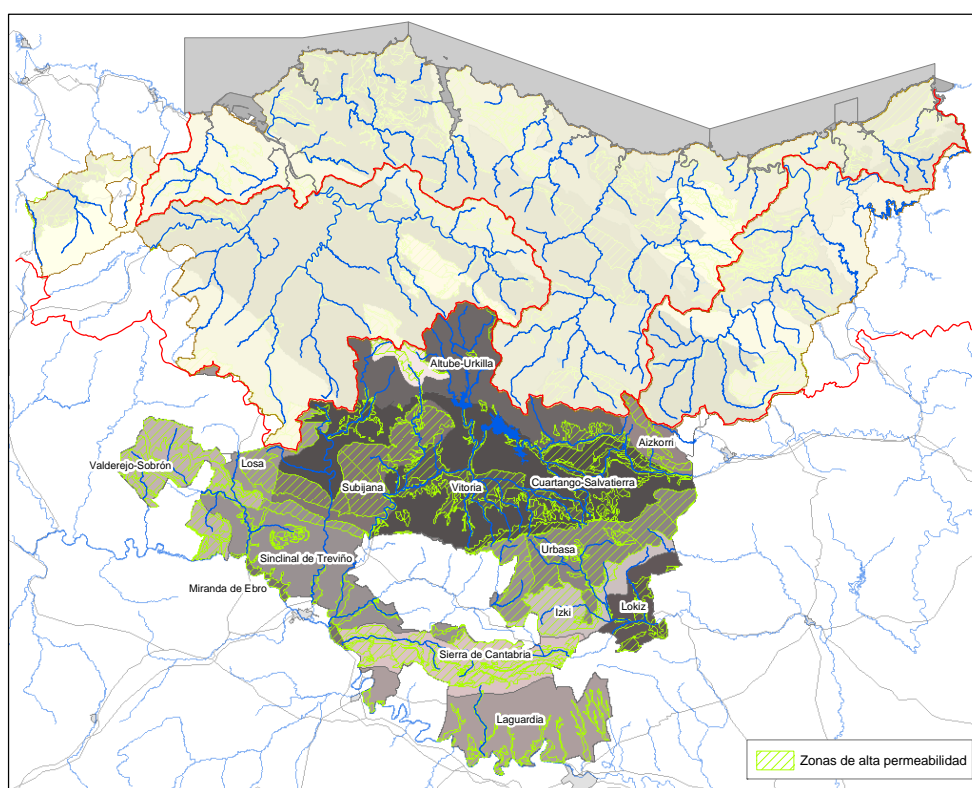 Altube-Urkilla
Aizkorri
Valderejo-Sobrón
Losa
Subijana
Vitoria
Cuartango-Salvatierra
Urbasa
Sinclinal de Treviño
Miranda de Ebro
Izki
Lokiz
Sierra de Cantabria
Laguardia
Zonas de alta permeabilidad